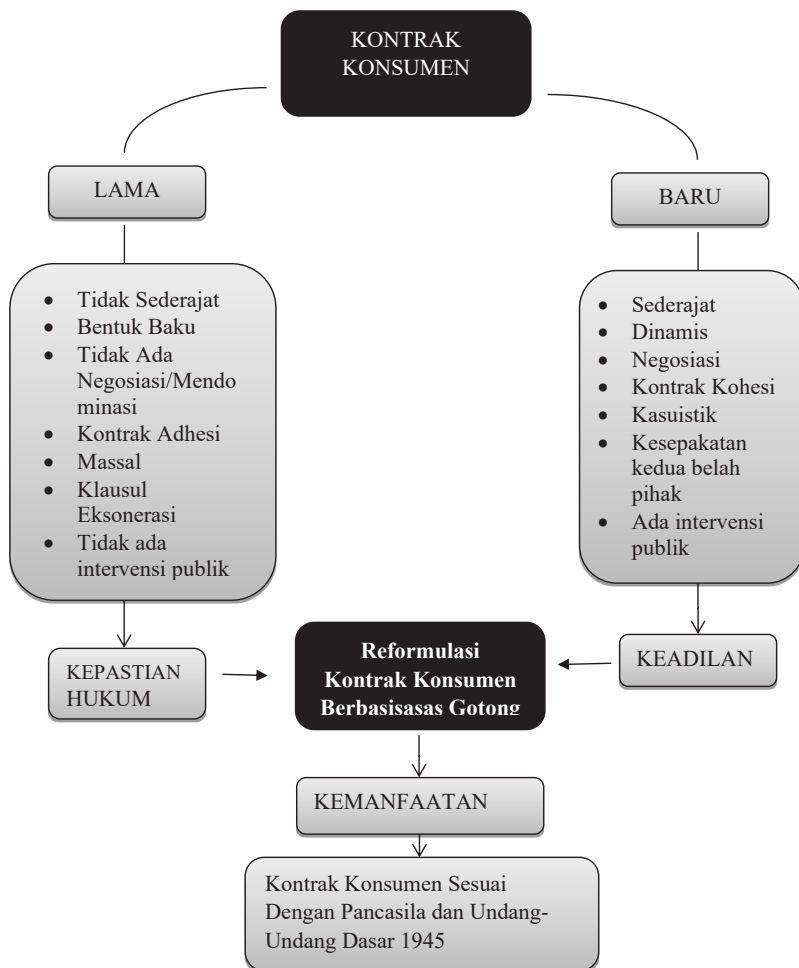 KONTRAK
KONSUMEN
LAMA
• Tidak Sederajat
• Bentuk Baku
• Tidak Ada
Negosiasi/Mendo
minasi
• Kontrak Adhesi
• Massal
• Klausul
Eksonerasi
• Tidak ada
intervensi publik
BARU
• Sederajat
• Dinamis
• Negosiasi
• Kontrak Kohesi
• Kasuistik
• Kesepakatan
kedua belah
pihak
• Ada intervensi
publik
KEPASTIAN
HUKUM
Reformulasi
Kontrak Konsumen
Berbasisasas Gotong
KEADILAN
KEMANFAATAN
Kontrak Konsumen Sesuai
Dengan Pancasila dan Undang-
Undang Dasar 1945